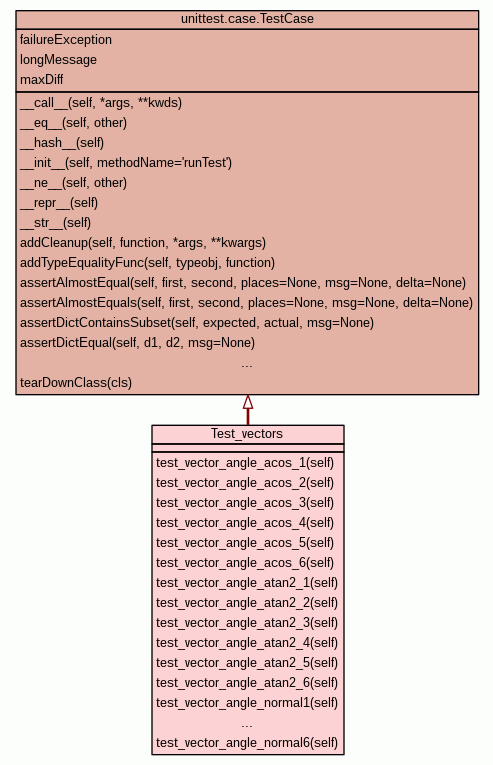 unittest.case.TestCase
failureException
longMessage
maxDiff
__call__(self, *args, **kwds)
__eq__(self, other)
__hash__(self)
__init__(self, methodName='runTest')
__ne__(self, other)
__repr__(self)
__str__(self)
addCleanup(self, function, *args, **kwargs)
addTypeEqualityFunc(self, typeobj, function)
assertAlmostEqual(self, first, second, places=None, msg=None, delta=None)
assertAlmostEquals(self, first, second, places=None, msg=None, delta=None)
assertDictContainsSubset(self, expected, actual, msg=None)
assertDictEqual(self, d1, d2, msg=None)
...
tearDownClass(cls)
Test_vectors
test_vector_angle_acos_1(self)
test_vector_angle_acos_2(self)
test_vector_angle_acos_3(self)
test_vector_angle_acos_4(self)
test_vector_angle_acos_5(self)
test_vector_angle_acos_6(self)
test_vector_angle_atan2_1(self)
test_vector_angle_atan2_2(self)
test_vector_angle_atan2_3(self)
test_vector_angle_atan2_4(self)
test_vector_angle_atan2_5(self)
test_vector_angle_atan2_6(self)
test_vector_angle_normal1(self)
...
test_vector_angle_normal6(self)